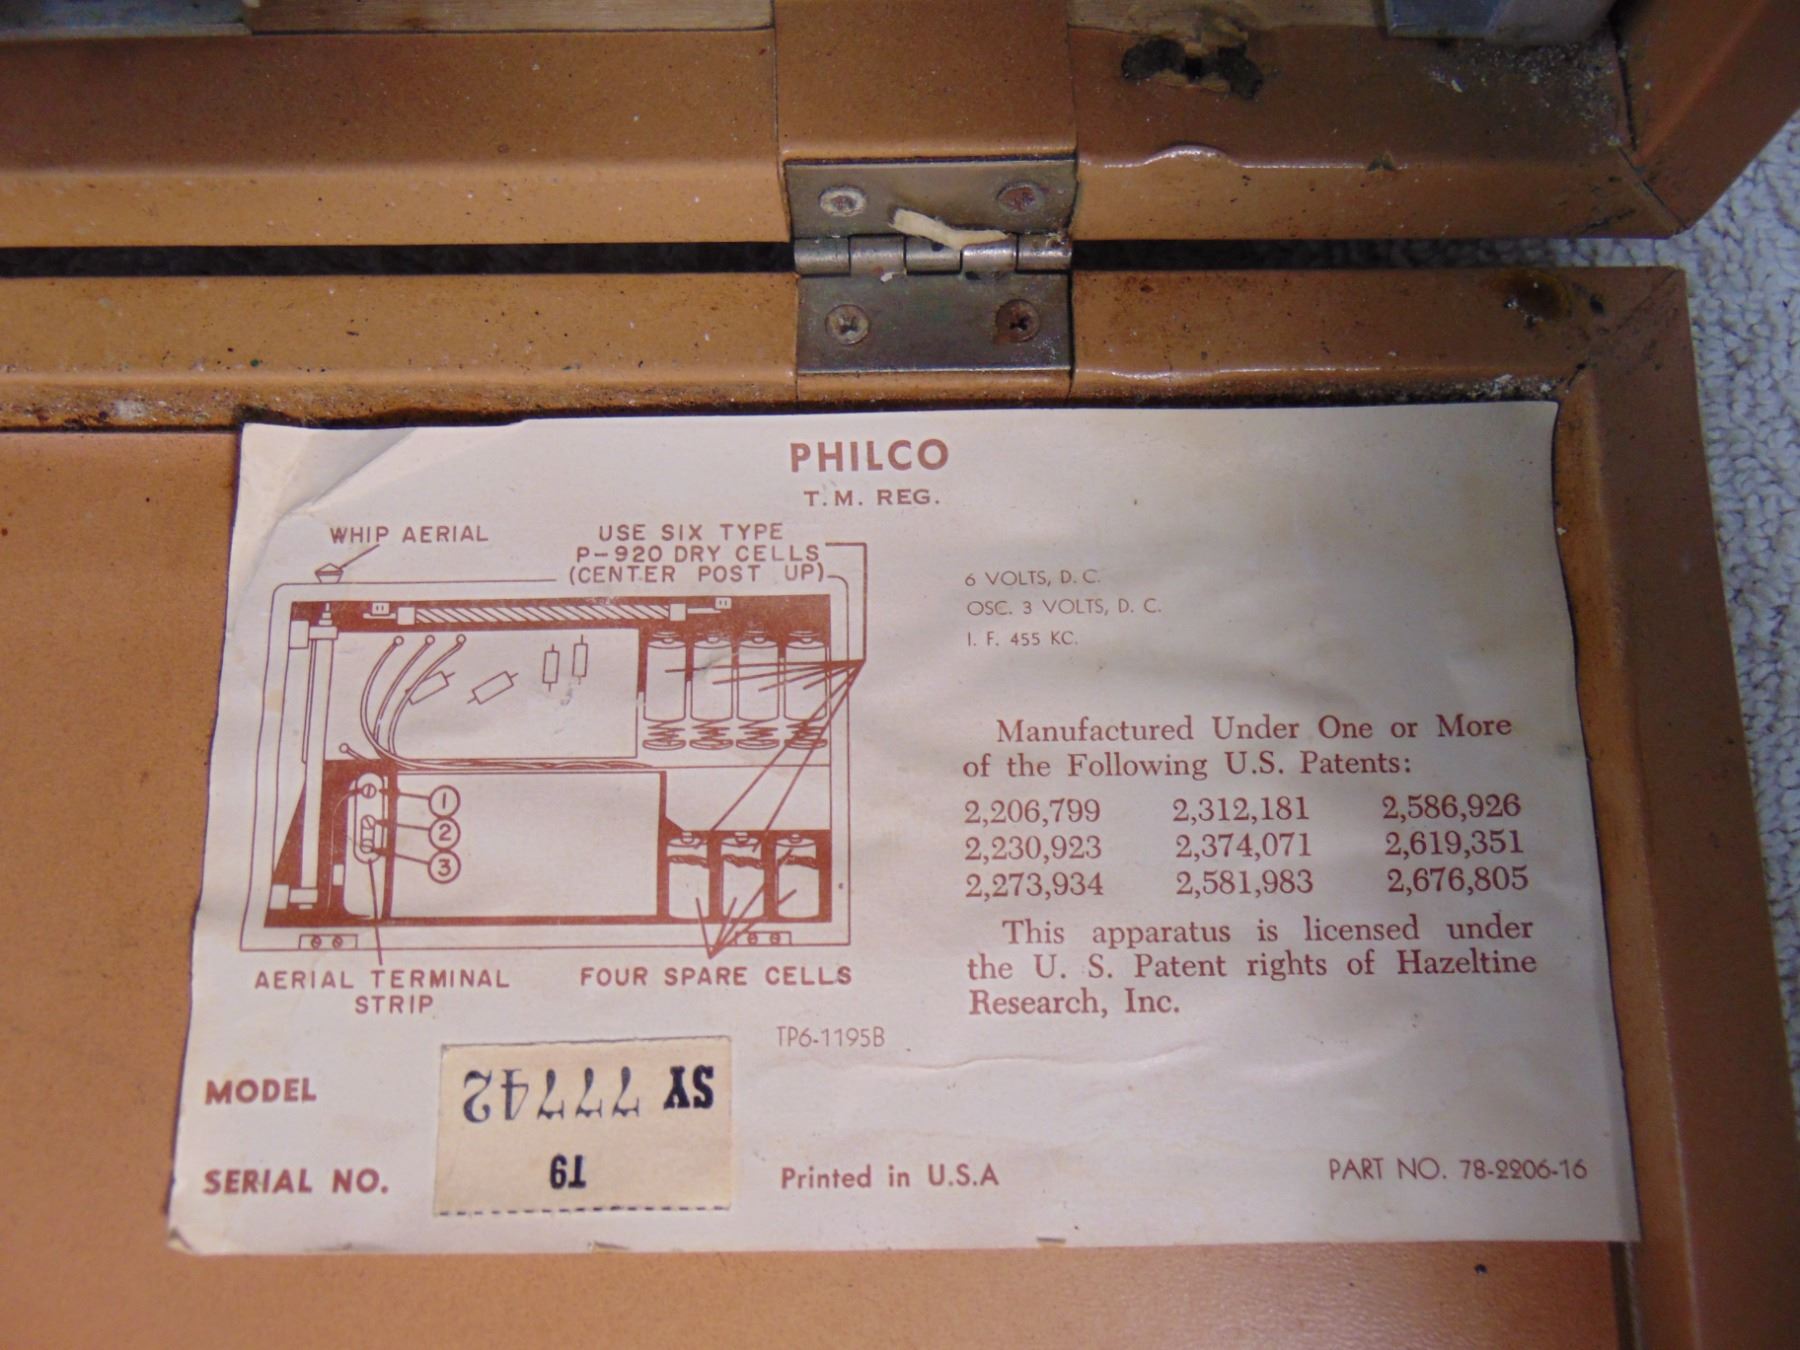 PHILCO
T.M. REG.
WHIP AERIAL
USE SIX TYPE
P-920 DRY CELLS
(CENTER POST UP)
6 VOLTS, D. C.
OSC. 3 VOLTS, D. C.
I. F. 455 KC.
1
2
3
AERIAL TERMINAL
STRIP
FOUR SPARE CELLS
Manufactured Under One or More
of the Following U.S. Patents:
2,206,799 2,312,181 2,586,926
2,230,923 2,374,071 2,619,351
2,273,934 2,581,983 2,676,805
This apparatus is licensed under
the U. S. Patent rights of Hazeltine
Research, Inc.
TP6-1195B
MODEL
SERIAL NO.
T9
SY 77742
Printed in U.S.A
PART NO. 78-2206-16